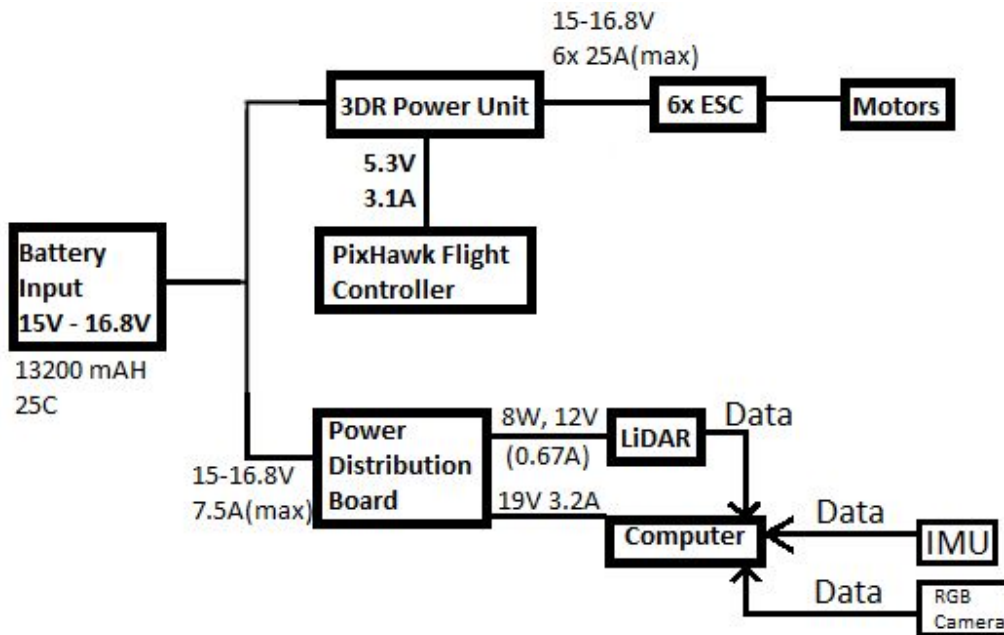 15-16.8V
6x 25A(max)
3DR Power Unit
6x ESC
Motors
5.3V
3.1A
PixHawk Flight
Controller
Battery
Input
15V - 16.8V
13200 mAH
25C
15-16.8V
7.5A(max)
Power
Distribution
Board
8W, 12V
(0.67A)
LiDAR
Data
19V 3.2A
Computer
Data
IMU
Data
RGB
Camera